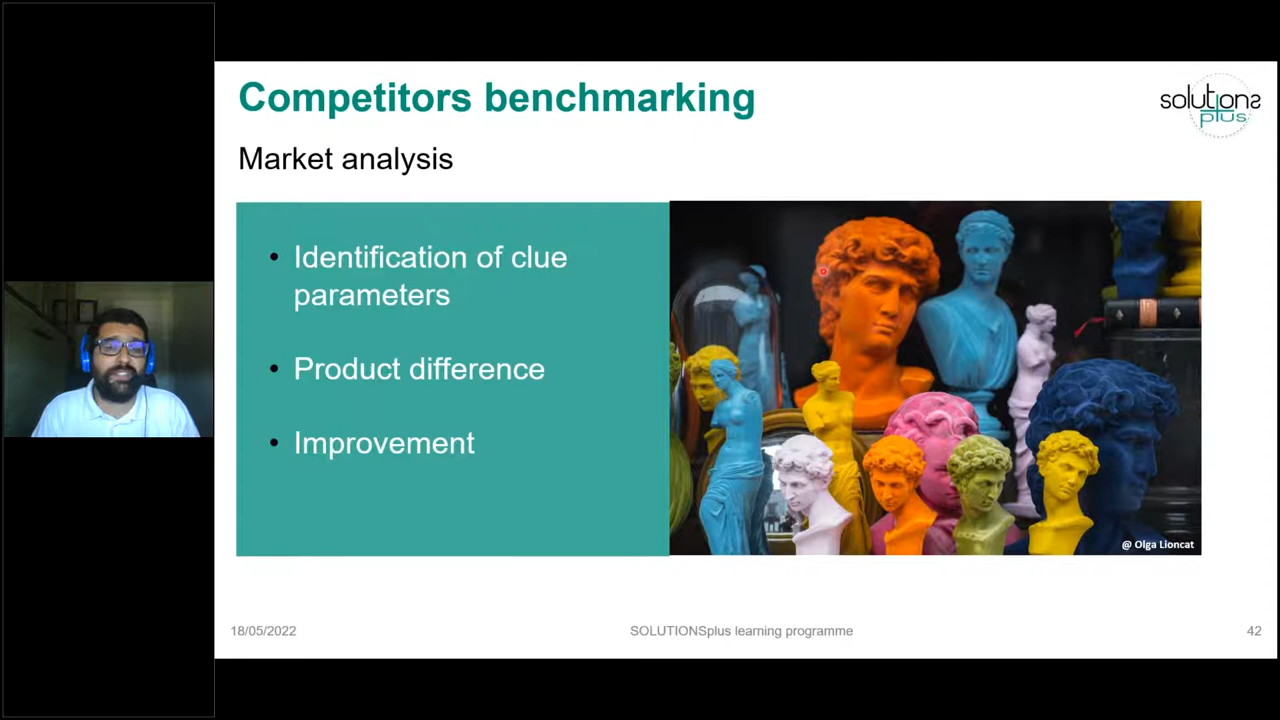 Competitors benchmarking
solutions
plus
Market analysis
• Identification of clue
parameters
• Product difference
• Improvement
@ Olga Lioncat
18/05/2022
SOLUTIONSplus learning programme
42